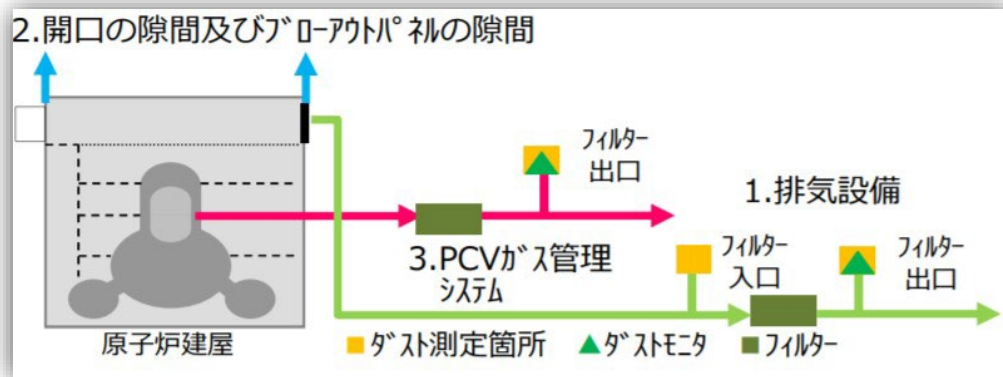 2.開口の隙間及びﾌﾞﾛｰｱｳﾄﾊﾟﾈﾙの隙間
ﾌｨﾙﾀｰ
出口
1.排気設備
3.PCVｶﾞｽ管理
ｼｽﾃﾑ
ﾌｨﾙﾀｰ
入口
ﾌｨﾙﾀｰ
出口
原子炉建屋
ﾀﾞｽﾄ測定箇所 ﾀﾞｽﾄﾓﾆﾀ ﾌｨﾙﾀｰ